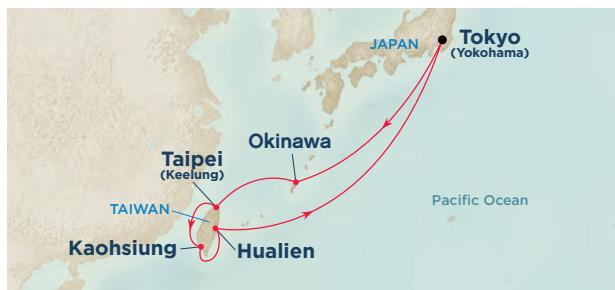 JAPAN
Tokyo
(Yokohama)
Okinawa
Taipei
(Keelung)
TAIWAN
Pacific Ocean
Kaohsiung
Hualien